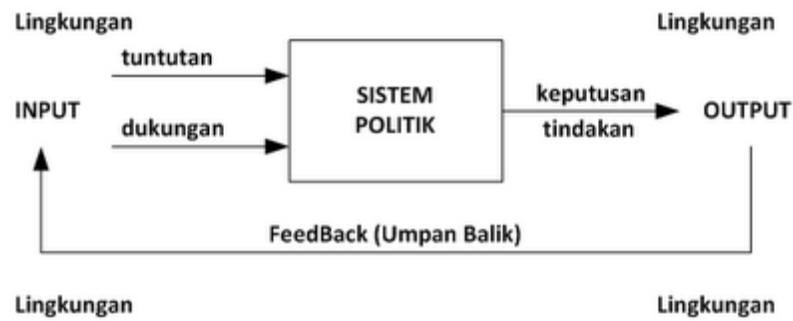 Lingkungan
Lingkungan
tuntutan
INPUT
dukungan
SISTEM
POLITIK
keputusan
tindakan
OUTPUT
FeedBack (Umpan Balik)
Lingkungan
Lingkungan